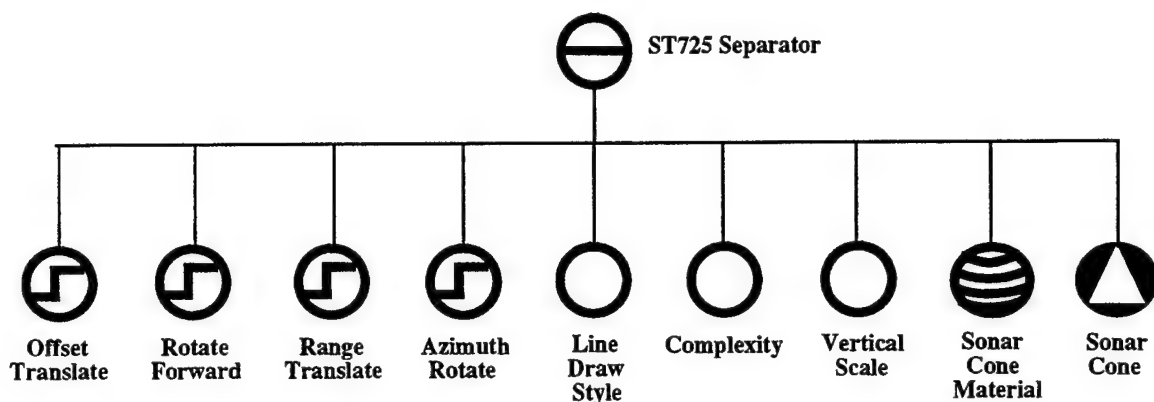 ST725 Separator
Offset
Translate
Rotate
Forward
Range
Translate
Azimuth
Rotate
Line
Draw
Style
Complexity
Vertical
Scale
Sonar
Cone
Material
Sonar
Cone